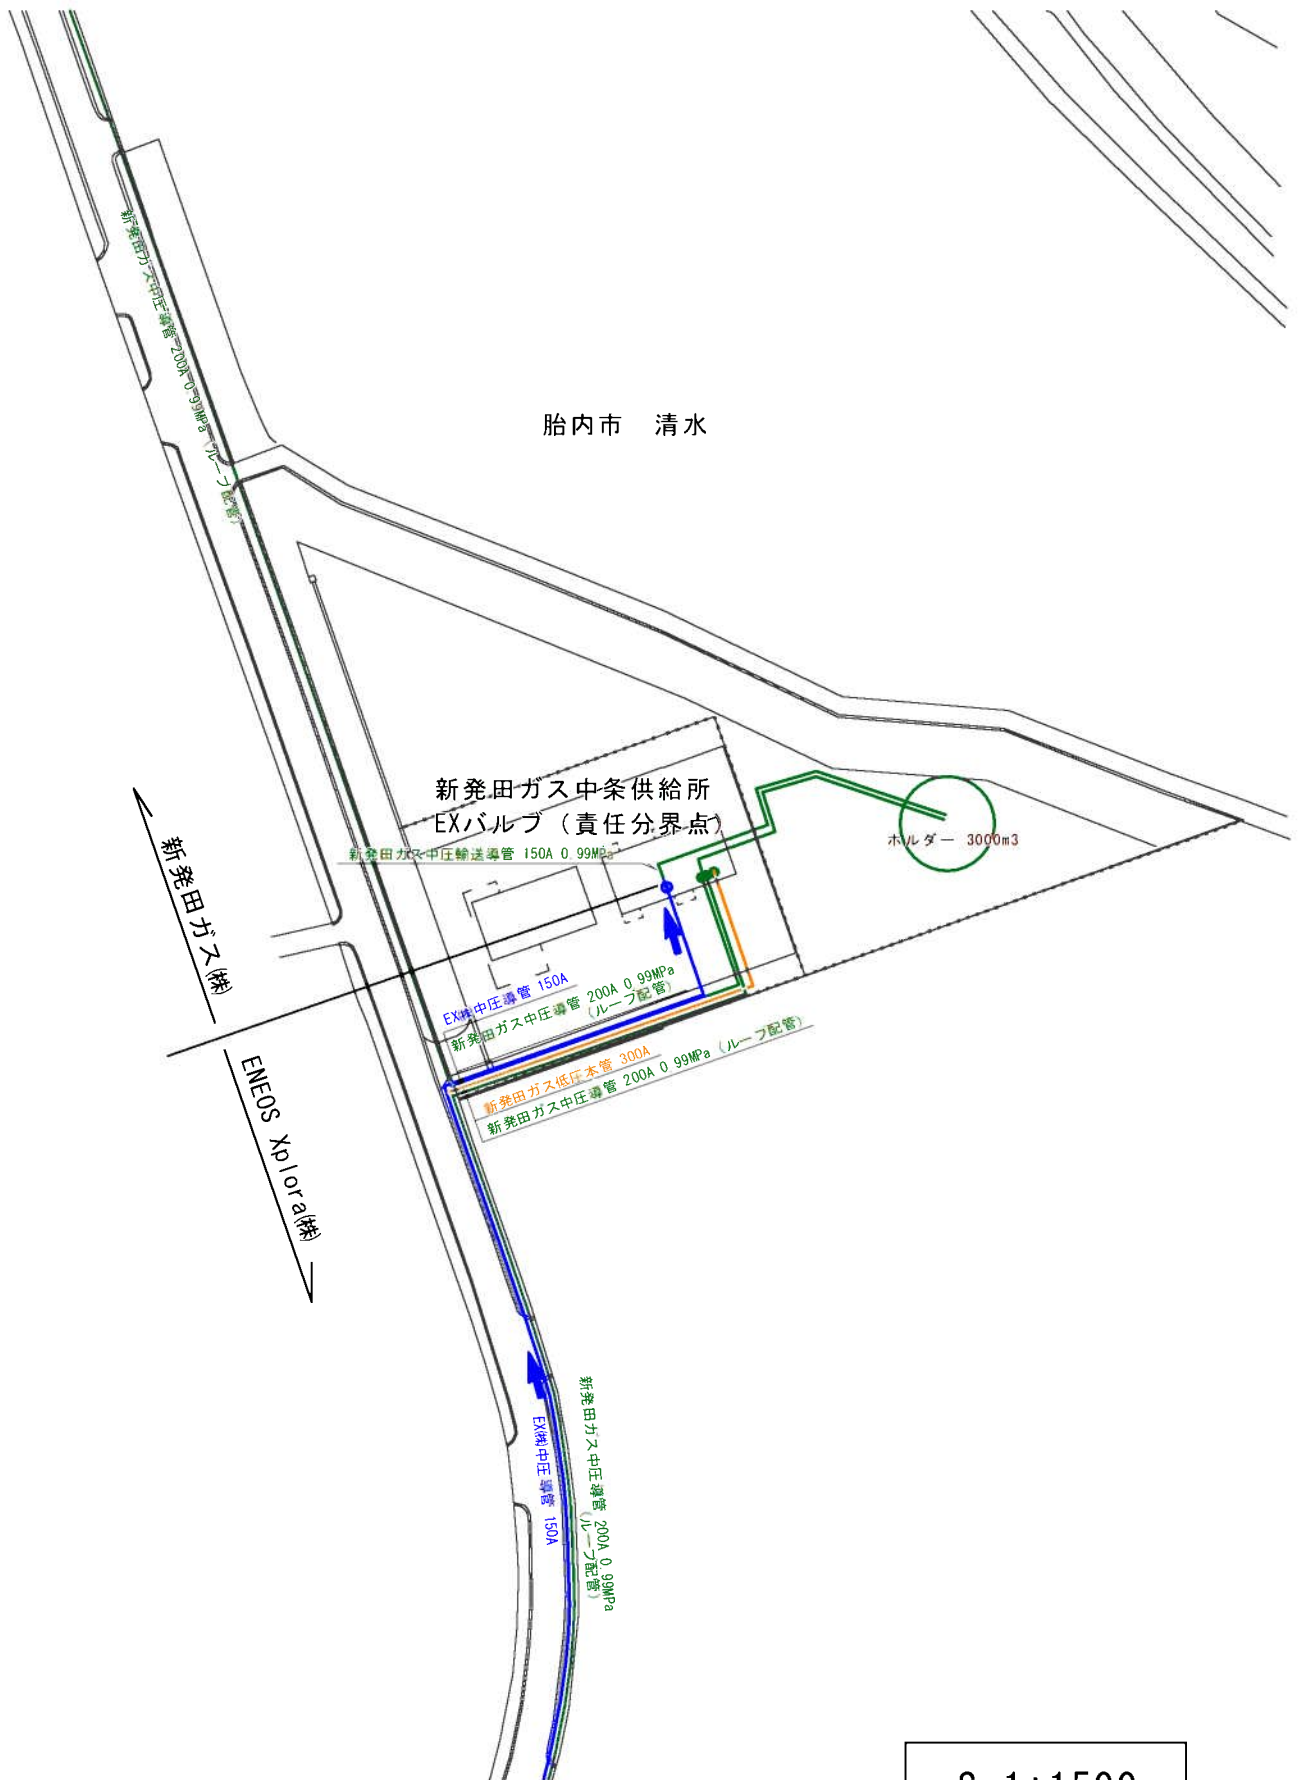 新発田ガス中圧導管 200A 0.99MPa (ループ配管)
胎内市　清水
新発田ガス中条供給所
EXバルブ（責任分界点）
新発田ガス中圧輸送導管 150A 0.99MPa
ホルダー 3000m3
新発田ガス㈱
ENEOS Xplora㈱
EX㈱中圧導管 150A
新発田ガス中圧導管 200A 0.99MPa
(ループ配管)
新発田ガス低圧本管 300A
新発田ガス中圧導管 200A 0.99MPa (ループ配管)
EX㈱中圧導管 150A
新発田ガス中圧導管 200A 0.99MPa
(ループ配管)
S=1:1500